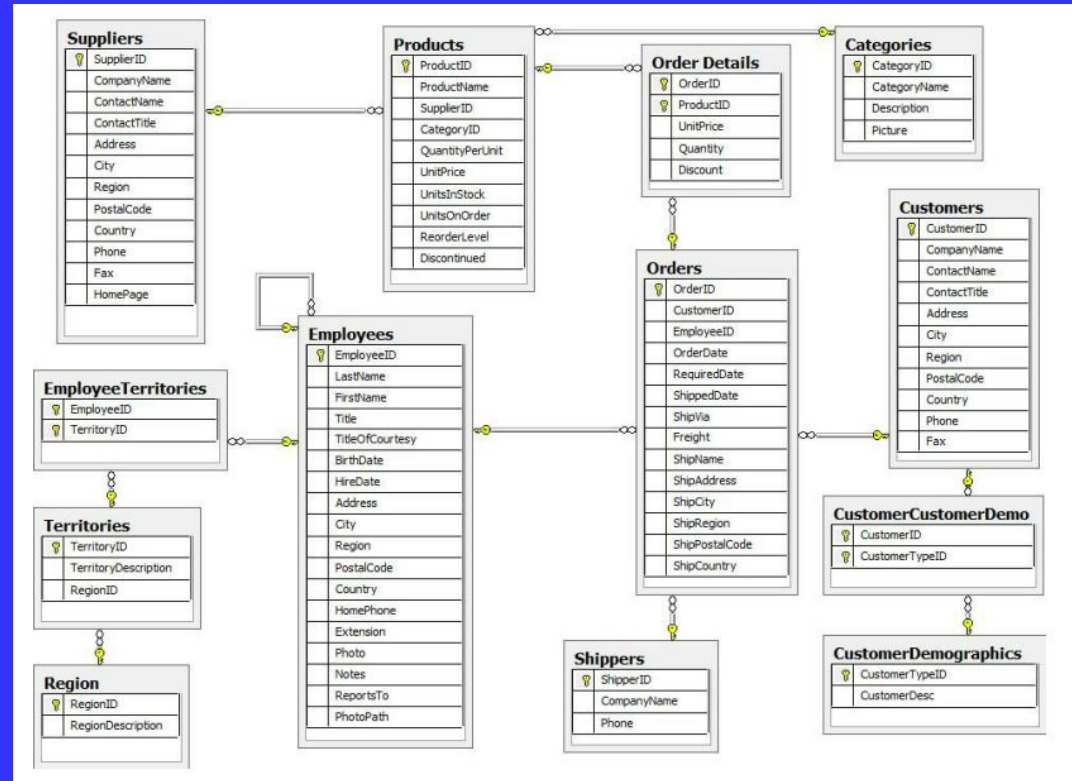 Suppliers
SupplierID
CompanyName
ContactName
ContactTitle
Address
City
Region
PostalCode
Country
Phone
Fax
HomePage
Products
ProductID
ProductName
SupplierID
CategoryID
QuantityPerUnit
UnitPrice
UnitsInStock
UnitsOnOrder
ReorderLevel
Discontinued
Order Details
OrderID
ProductID
UnitPrice
Quantity
Discount
Categories
CategoryID
CategoryName
Description
Picture
Customers
CustomerID
CompanyName
ContactName
ContactTitle
Address
City
Region
PostalCode
Country
Phone
Fax
Orders
OrderID
CustomerID
EmployeeID
OrderDate
RequiredDate
ShippedDate
ShipVia
Freight
ShipName
ShipAddress
ShipCity
ShipRegion
ShipPostalCode
ShipCountry
Employees
EmployeeID
LastName
FirstName
Title
TitleOfCourtesy
BirthDate
HireDate
Address
City
Region
PostalCode
Country
HomePhone
Extension
Photo
Notes
ReportsTo
PhotoPath
EmployeeTerritories
EmployeeID
TerritoryID
Territories
TerritoryID
TerritoryDescription
RegionID
Region
RegionID
RegionDescription
Shippers
ShipperID
CompanyName
Phone
CustomerCustomerDemo
CustomerID
CustomerTypeID
CustomerDemographics
CustomerTypeID
CustomerDesc